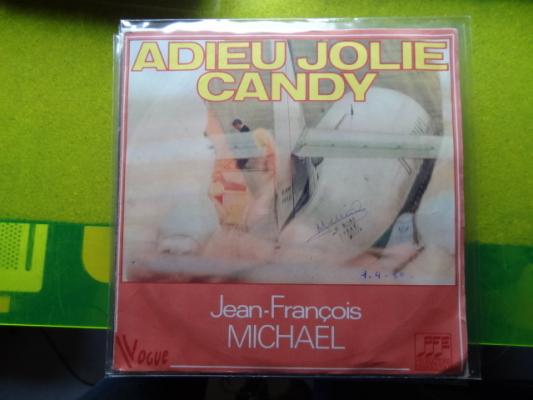 ADIEU JOLIE
CANDY
Jean-François
MICHAEL
VOGUE